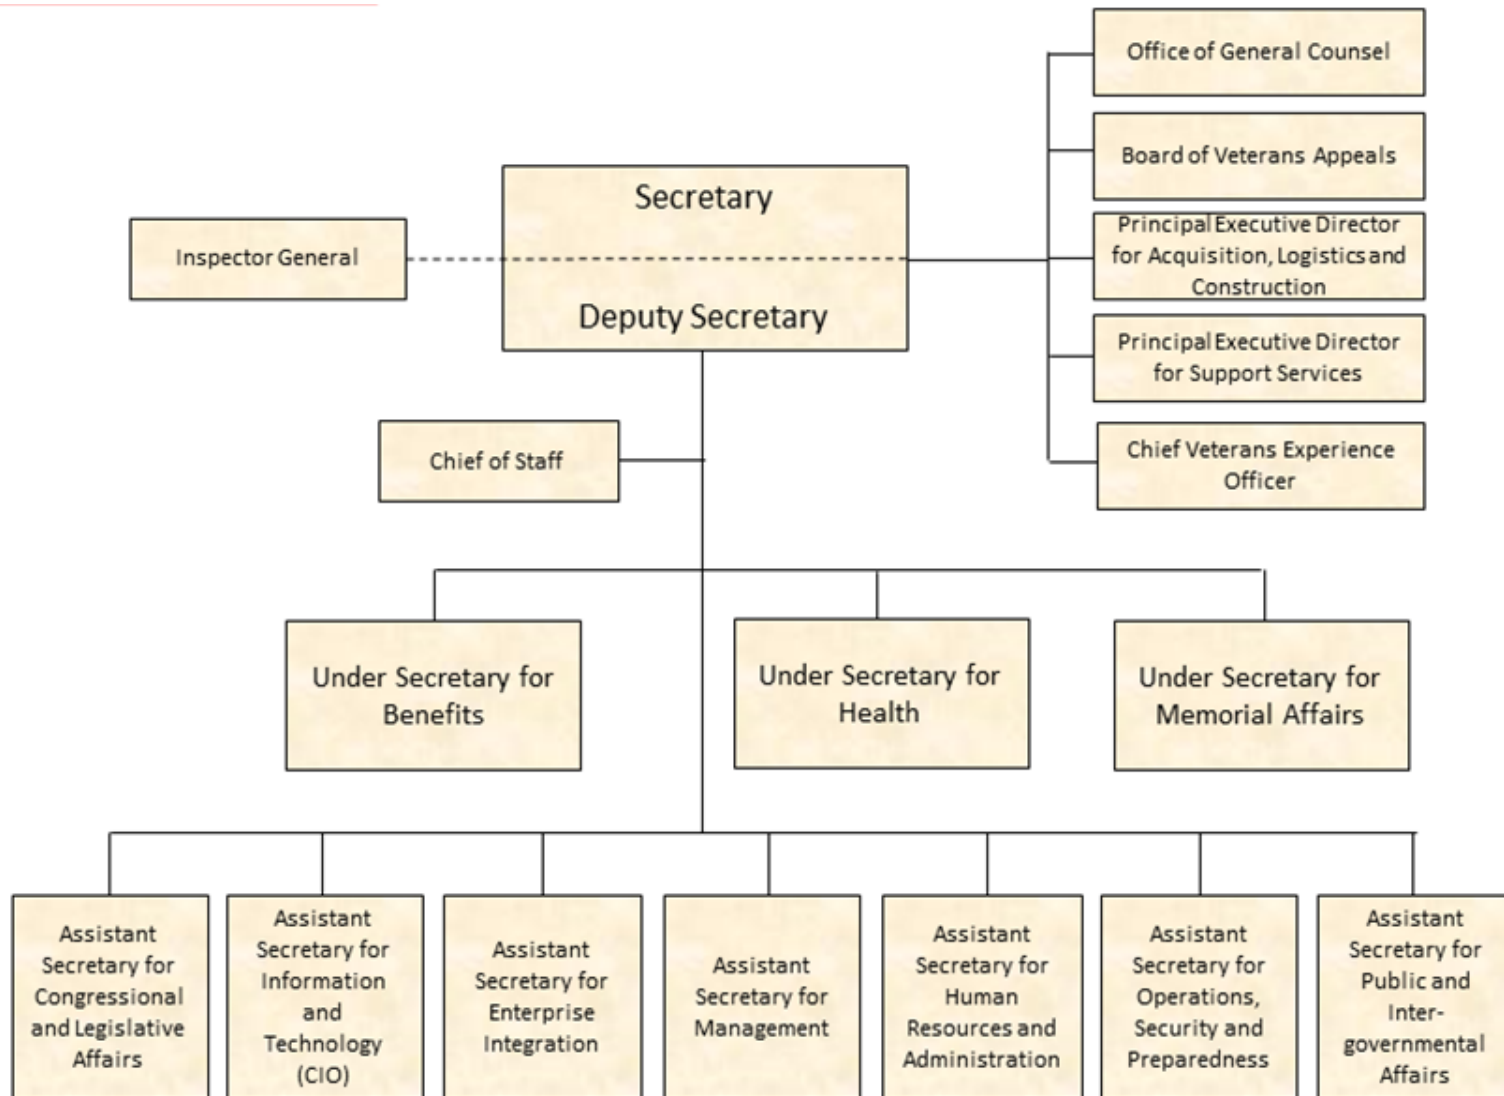 Office of General Counsel
Board of Veterans Appeals
Secretary
Principal Executive Director
for Acquisition, Logistics and
Construction
Inspector General
Deputy Secretary
Principal Executive Director
for Support Services
Chief of Staff
Chief Veterans Experience
Officer
Under Secretary for
Benefits
Under Secretary for
Health
Under Secretary for
Memorial Affairs
Assistant
Secretary for
Congressional
and Legislative
Affairs
Assistant
Secretary for
Information
and
Technology
(CIO)
Assistant
Secretary for
Enterprise
Integration
Assistant
Secretary for
Management
Assistant
Secretary for
Human
Resources and
Administration
Assistant
Secretary for
Operations,
Security and
Preparedness
Assistant
Secretary for
Public and
Inter-
governmental
Affairs